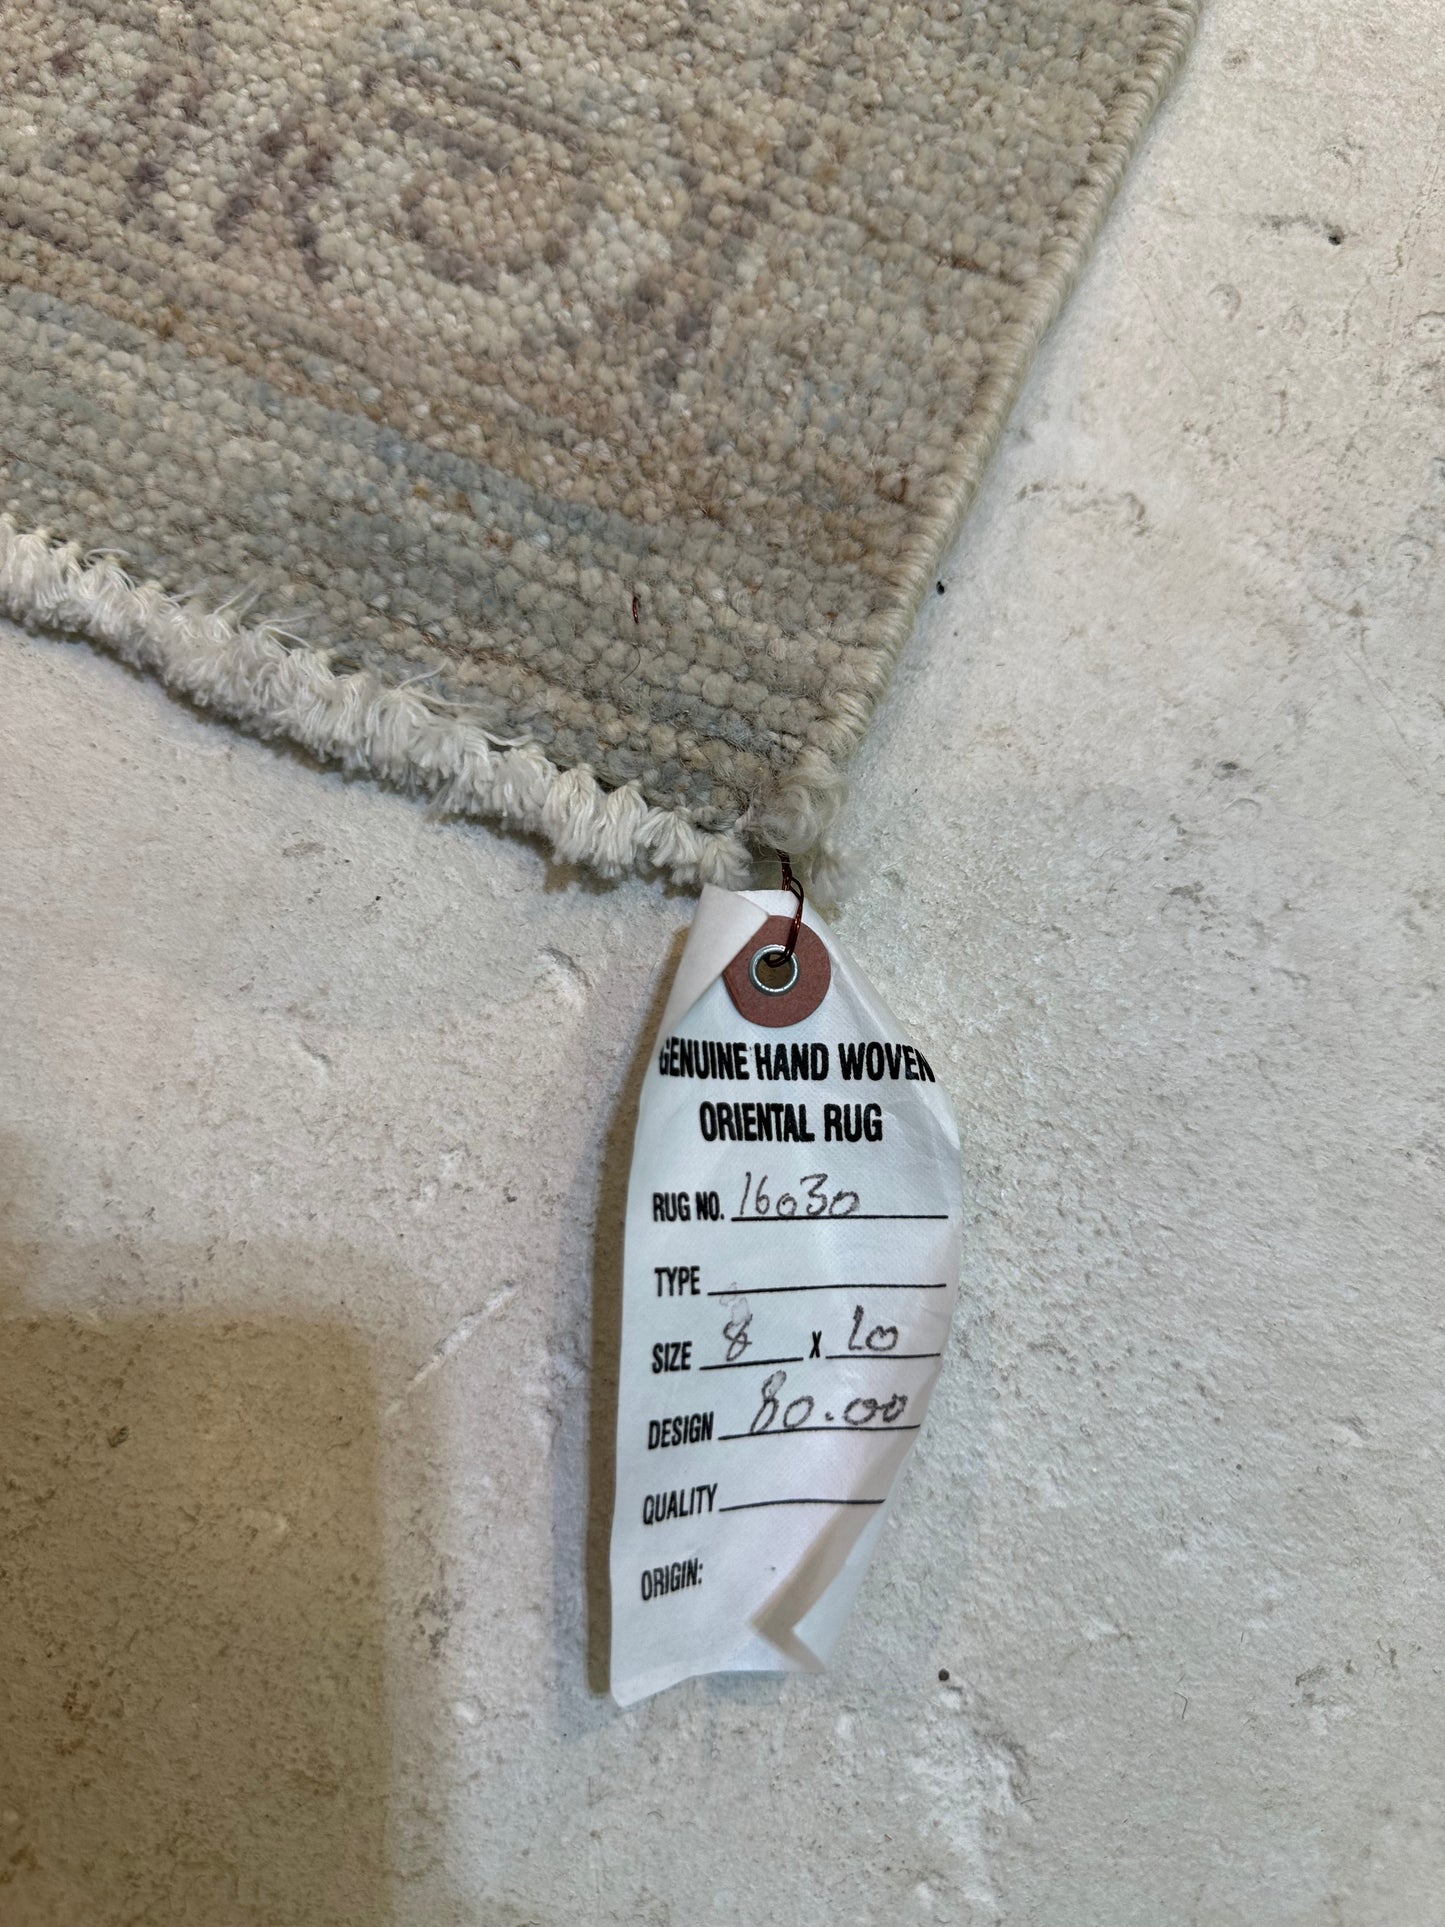 GENUINE HAND WOVEN
ORIENTAL RUG
RUG NO. 16030
TYPE
SIZE 8 X 10
DESIGN 80.00
QUALITY
ORIGIN: